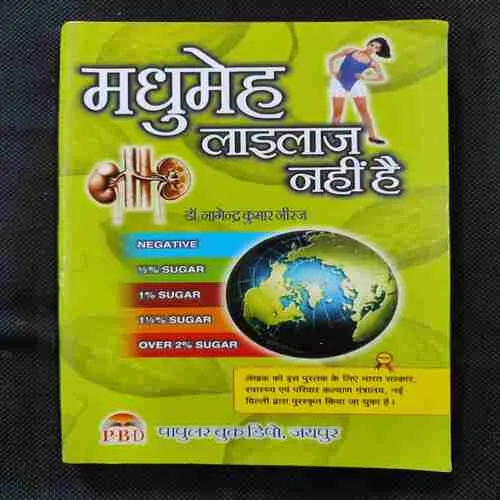 मधुमेह
लाइलाज
नहीं है
डॉ. नागेन्द्र कुमार नीरज
NEGATIVE
½% SUGAR
1% SUGAR
1½% SUGAR
OVER 2% SUGAR
लेखक को इस पुस्तक के लिए भारत सरकार,
स्वास्थ्य एवं परिवार कल्याण मंत्रालय, नई
दिल्ली द्वारा पुरस्कृत किया जा चुका है।
P·B·D
पापुलर बुक डिपो, जयपुर